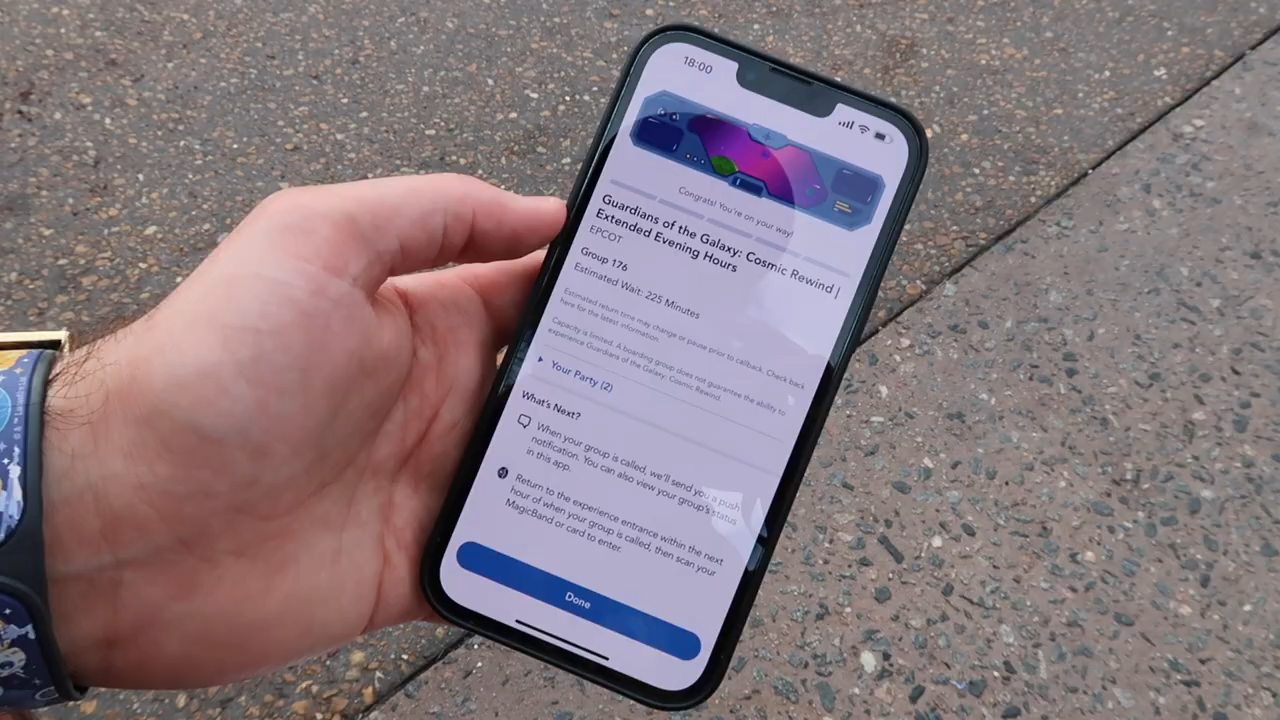 18:00
Congrats! You're on your way!
Guardians of the Galaxy: Cosmic Rewind |
Extended Evening Hours
EPCOT
Group 176
Estimated Wait: 225 Minutes
Estimated return time may change or pause prior to callback. Check back
here for the latest information.
Capacity is limited. A boarding group does not guarantee the ability to
experience Guardians of the Galaxy: Cosmic Rewind.
Your Party (2)
What's Next?
When your group is called, we'll send you a push
notification. You can also view your group's status
in this app.
Return to the experience entrance within the next
hour of when your group is called, then scan your
MagicBand or card to enter.
Done